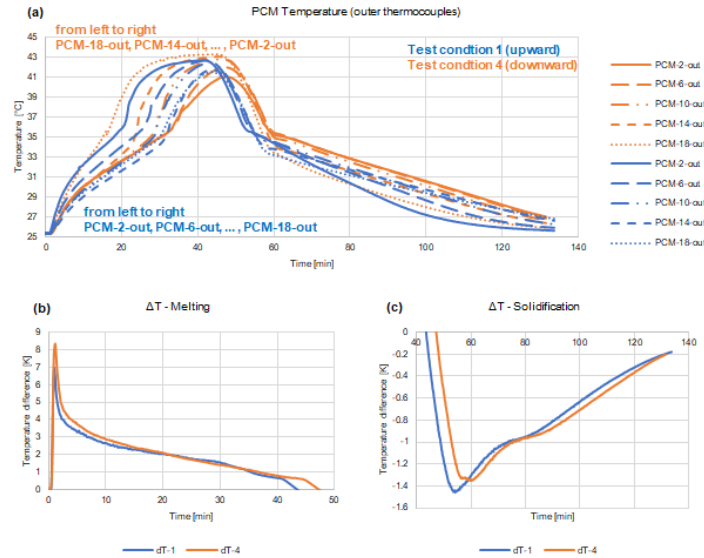 PCM Temperature (outer thermocouples)
(a)
from left to right
PCM-18-out, PCM-14-out, ... , PCM-2-out
Test condtion 1 (upward)
Test condition 4 (downward)
45
43
41
39
37
35
33
31
29
27
25
Temperature [°C]
from left to right
PCM-2-out, PCM-6-out, ... , PCM-18-out
0 20 40 60 80 100 120 140
Time [min]
PCM-2-out
PCM-6-out
PCM-10-out
PCM-14-out
PCM-18-out
PCM-2-out
PCM-6-out
PCM-10-out
PCM-14-out
PCM-18-out
(b)
ΔT - Melting
9
8
7
6
5
4
3
2
1
0
Temperature difference [K]
0 10 20 30 40 50
Time [min]
dT-1 dT-4
(c)
ΔT - Solidification
0
-0.2
-0.4
-0.6
-0.8
-1
-1.2
-1.4
-1.6
Temperature difference [K]
40 60 80 100 120 140
Time [min]
dT-1 dT-4